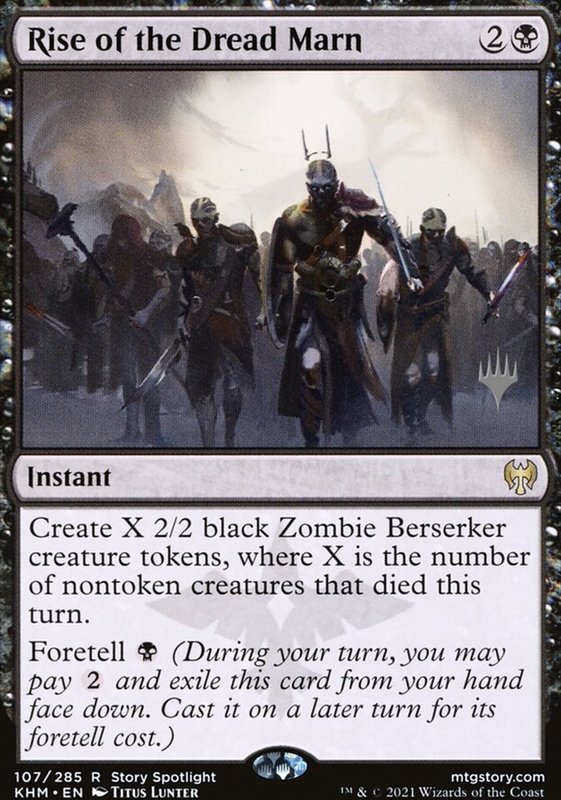 Rise of the Dread Marn 2
Instant
Create X 2/2 black Zombie Berserker
creature tokens, where X is the number
of nontoken creatures that died this
turn.
Foretell (During your turn, you may
pay 2 and exile this card from your hand
face down. Cast it on a later turn for its
foretell cost.)
107/285 R Story Spotlight mtgstory.com
KHM • EN Titus Lunter ™ & © 2021 Wizards of the Coast